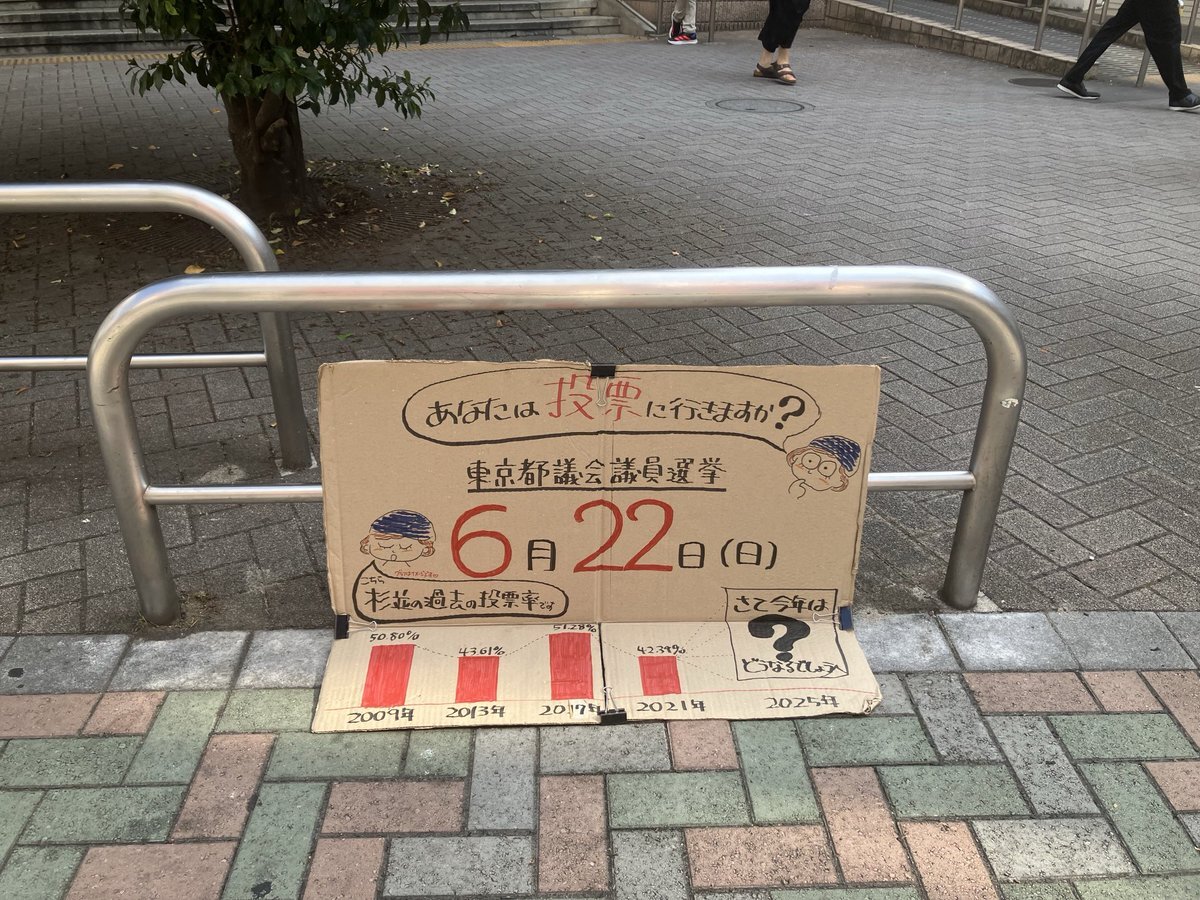 あなたは投票に行きますか?
東京都議会議員選挙
6月22日(日)
こちら
杉並の過去の投票率です
さて今年は
?
どうなるでしょう
50.80%
43.61%
51.28%
42.39%
2009年
2013年
2017年
2021年
2025年